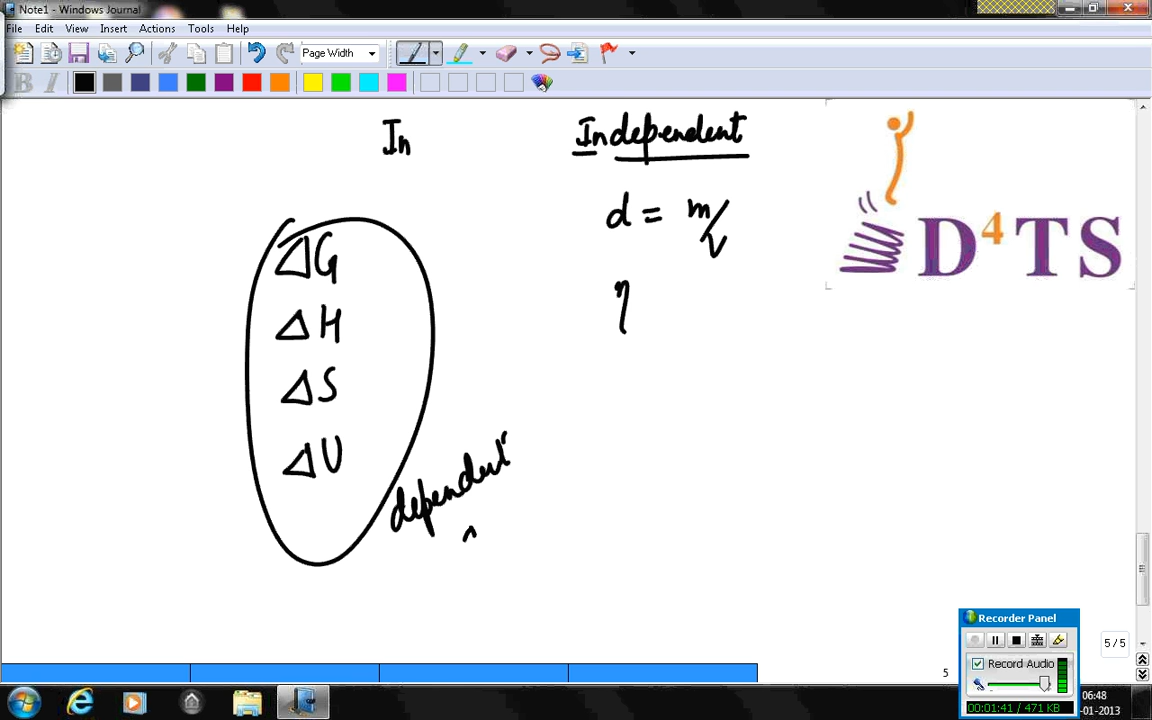 Note1 - Windows Journal
File Edit View Insert Actions Tools Help
Page Width
B I
In Independent
d = m/v
η
ΔG
ΔH
ΔS
ΔU
dependent
D4TS
5
5 / 5
Recorder Panel
Record Audio
00:01:41 / 471 KB
06:48
-01-2013